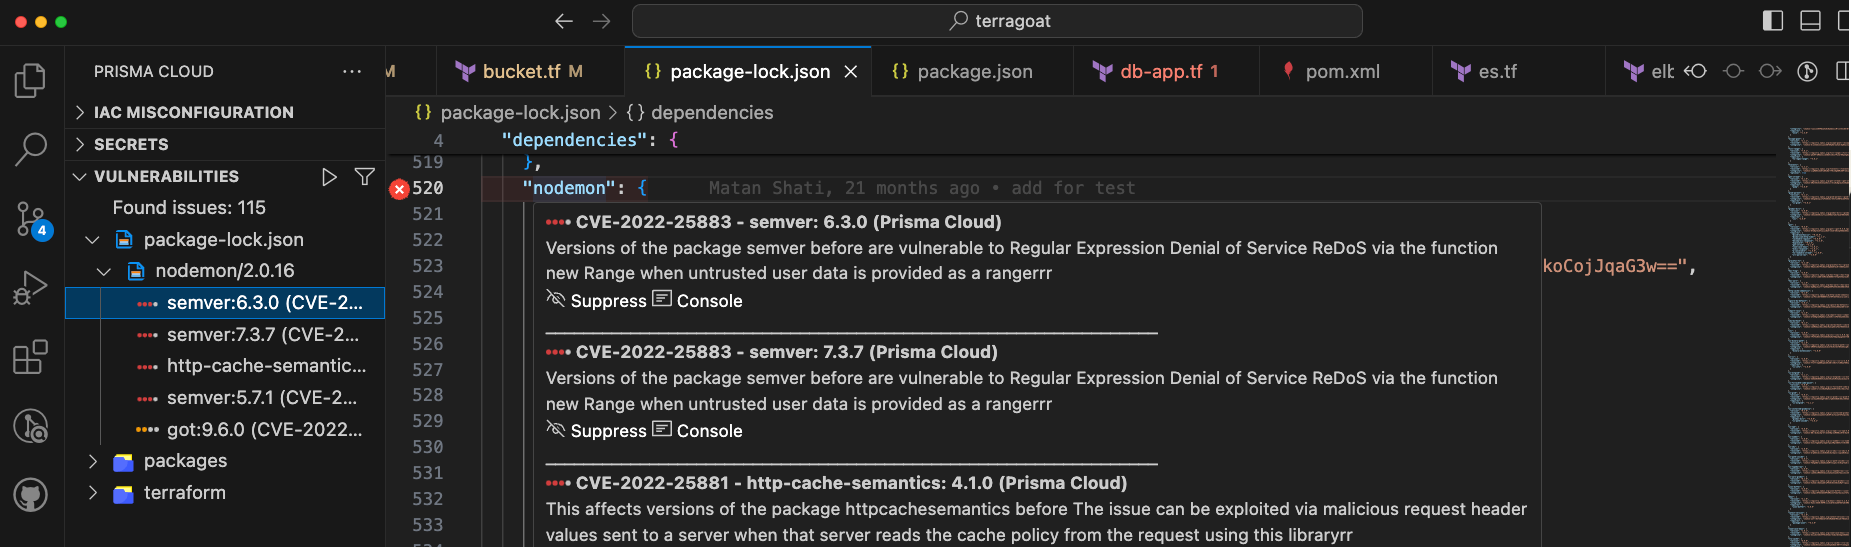 terragoat
PRISMA CLOUD
IAC MISCONFIGURATION
SECRETS
VULNERABILITIES
Found issues: 115
package-lock.json
nodemon/2.0.16
semver:6.3.0 (CVE-2...
semver:7.3.7 (CVE-2...
http-cache-semantic...
semver:5.7.1 (CVE-2...
got:9.6.0 (CVE-2022...
packages
terraform
4
M
bucket.tf M
package-lock.json
package.json
db-app.tf 1
pom.xml
es.tf
elb
package-lock.json > {} dependencies
4 "dependencies": {
519 },
520 "nodemon": { Matan Shati, 21 months ago • add for test
521
522
523
524
525
526
527
528
529
530
531
532
533
koCojJqaG3w==",
CVE-2022-25883 - semver: 6.3.0 (Prisma Cloud)
Versions of the package semver before are vulnerable to Regular Expression Denial of Service ReDoS via the function
new Range when untrusted user data is provided as a rangerrr
Suppress Console
CVE-2022-25883 - semver: 7.3.7 (Prisma Cloud)
Versions of the package semver before are vulnerable to Regular Expression Denial of Service ReDoS via the function
new Range when untrusted user data is provided as a rangerrr
Suppress Console
CVE-2022-25881 - http-cache-semantics: 4.1.0 (Prisma Cloud)
This affects versions of the package httpcachesemantics before The issue can be exploited via malicious request header
values sent to a server when that server reads the cache policy from the request using this libraryrr